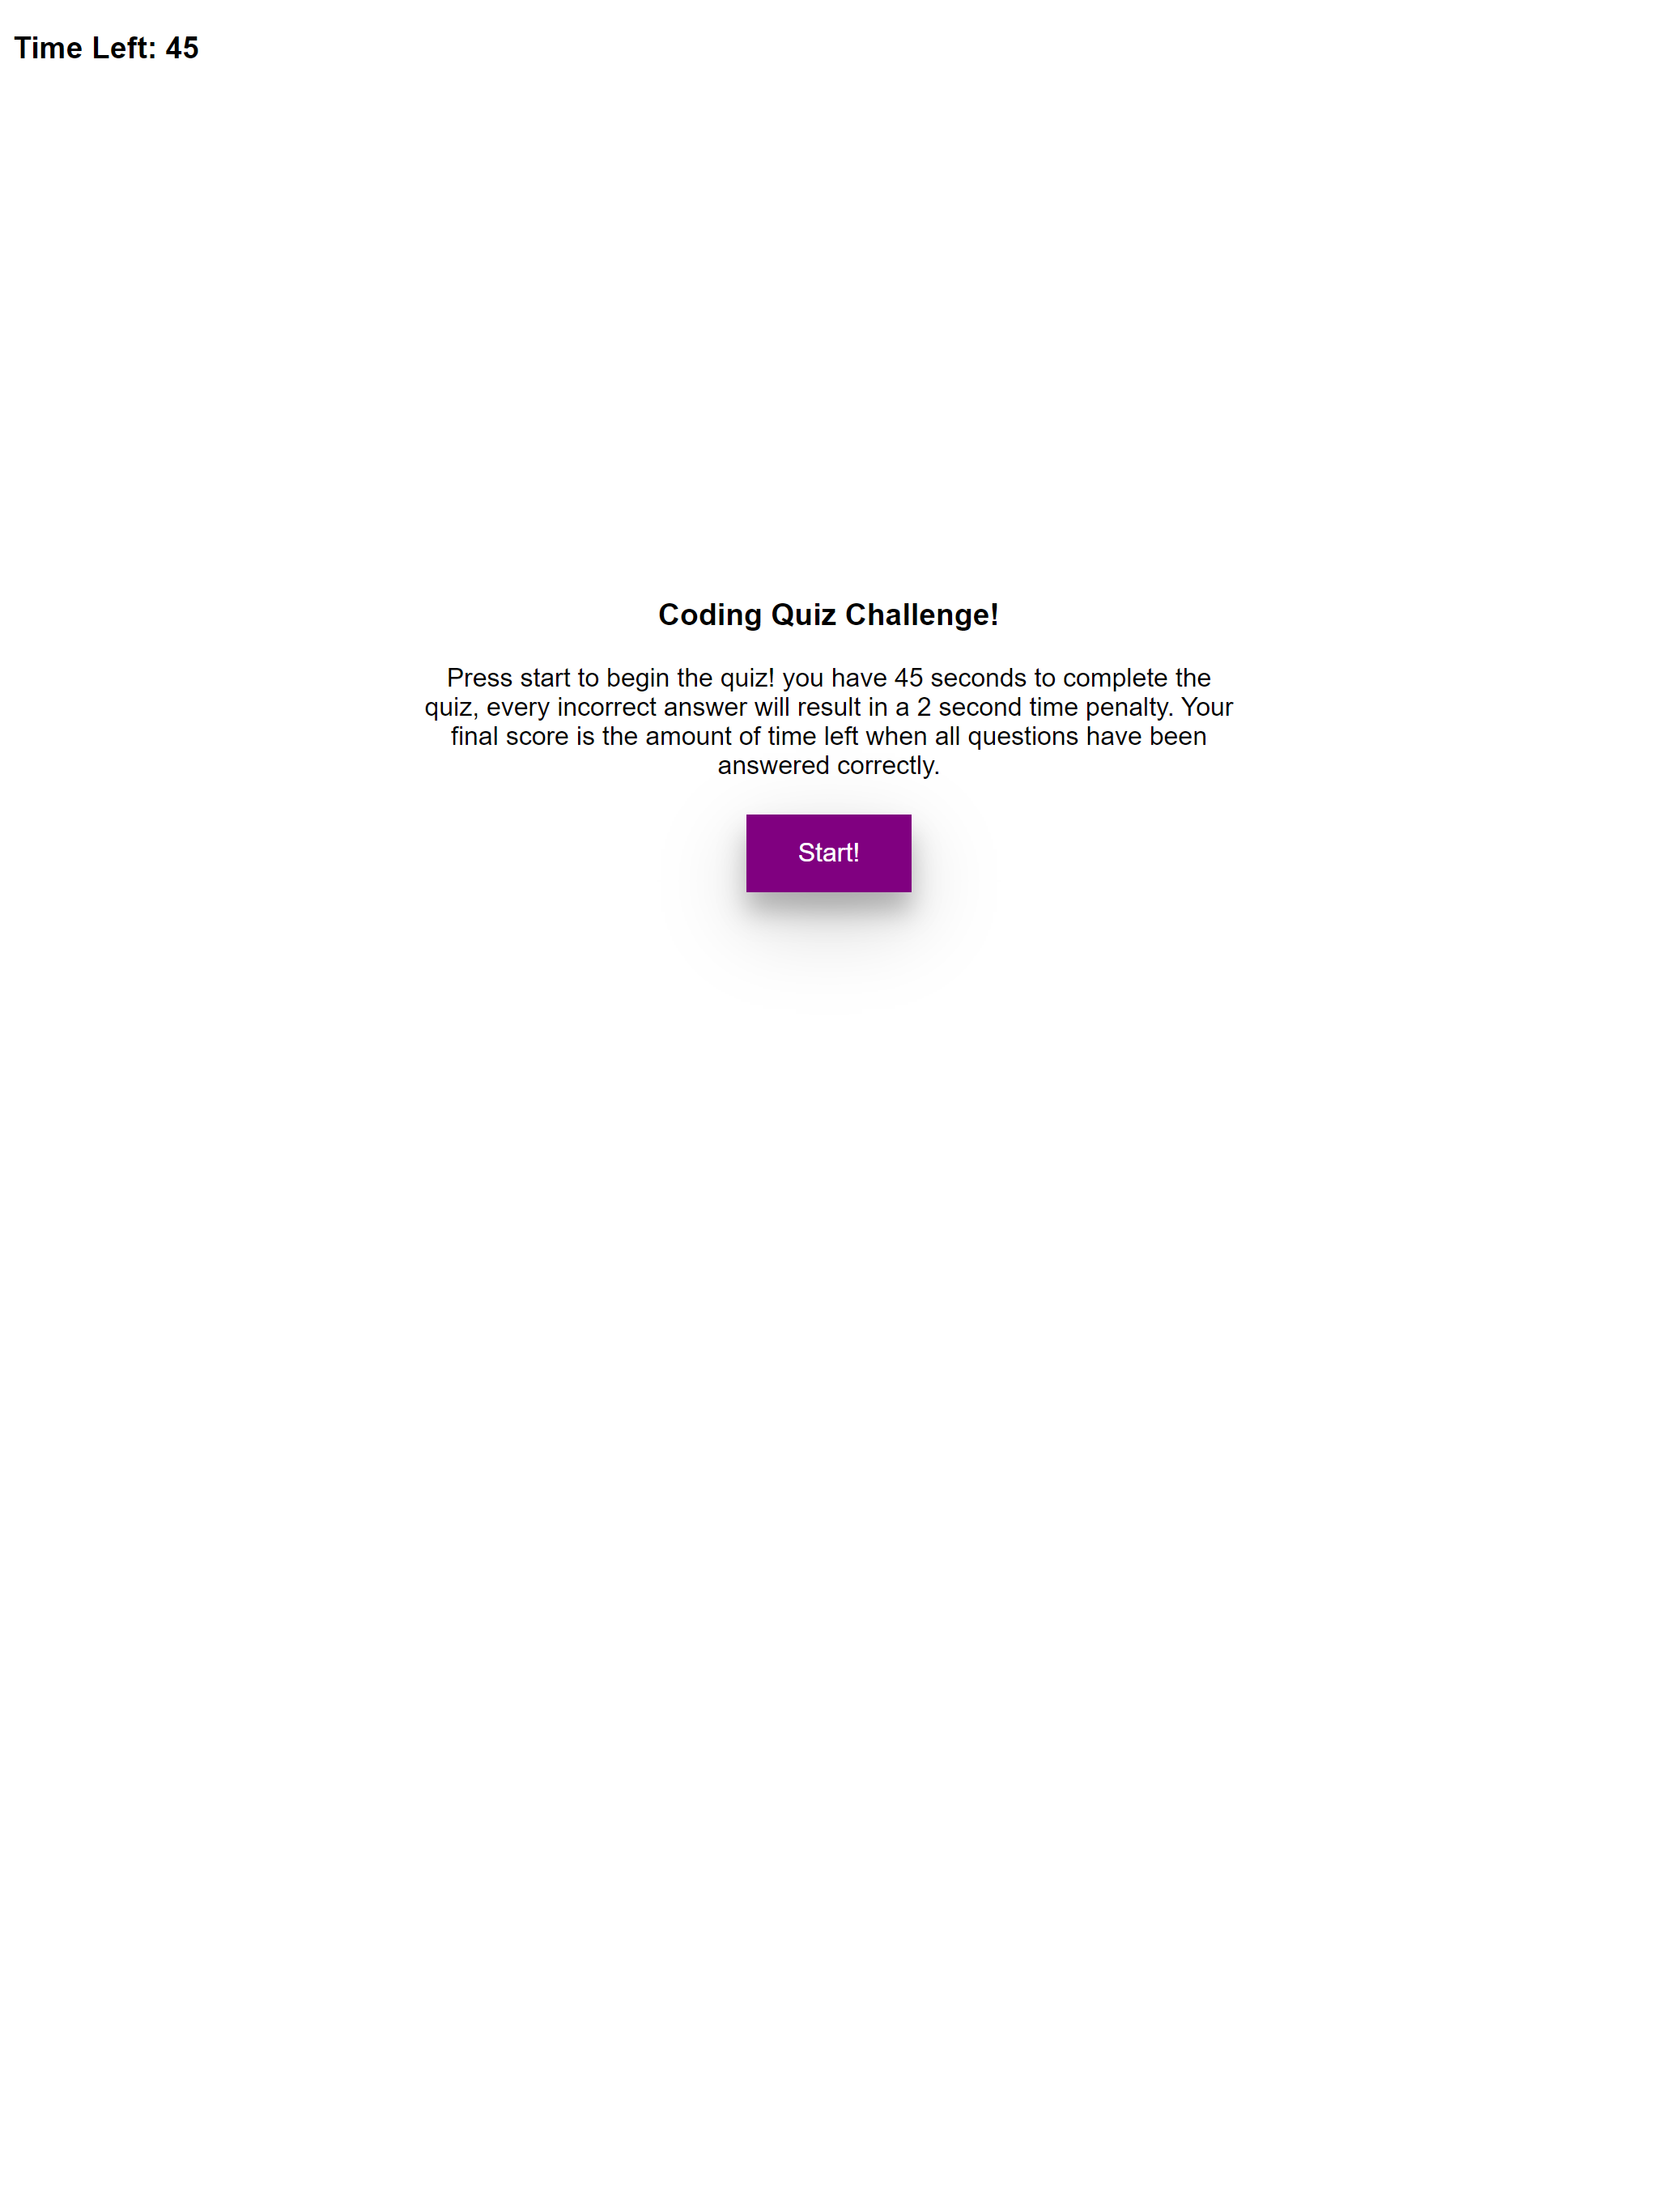 Time Left: 45
Coding Quiz Challenge!
Press start to begin the quiz! you have 45 seconds to complete the
quiz, every incorrect answer will result in a 2 second time penalty. Your
final score is the amount of time left when all questions have been
answered correctly.
Start!